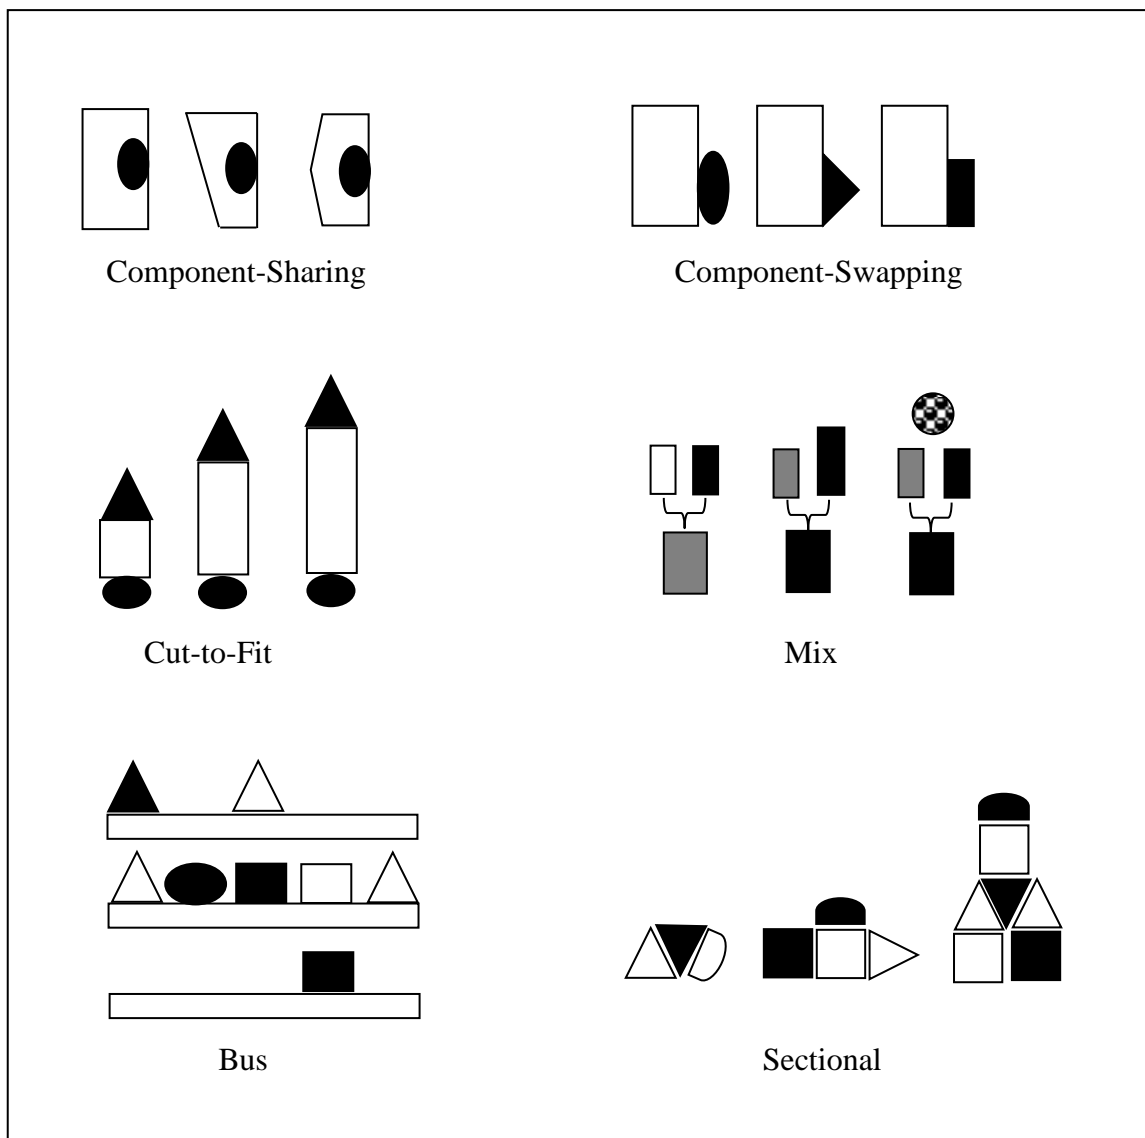 Component-Sharing
Component-Swapping
Cut-to-Fit
Mix
Bus
Sectional